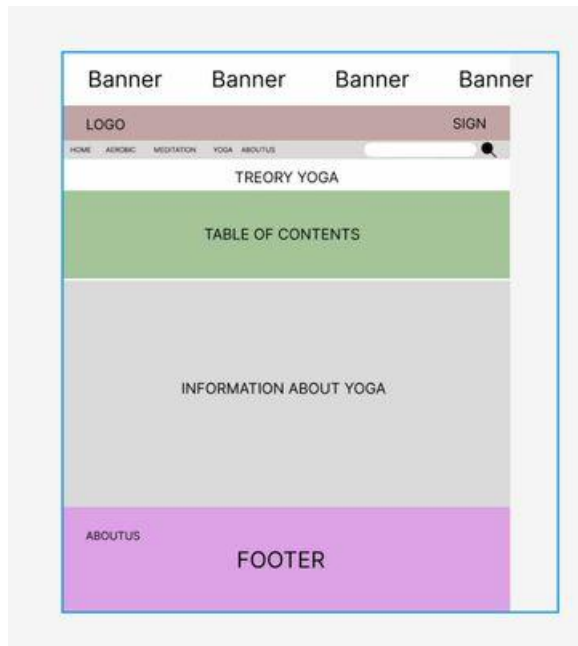 Banner Banner Banner Banner
LOGO SIGN
HOME AEROBIC MEDITATION YOGA ABOUTUS
TREORY YOGA
TABLE OF CONTENTS
INFORMATION ABOUT YOGA
ABOUTUS
FOOTER